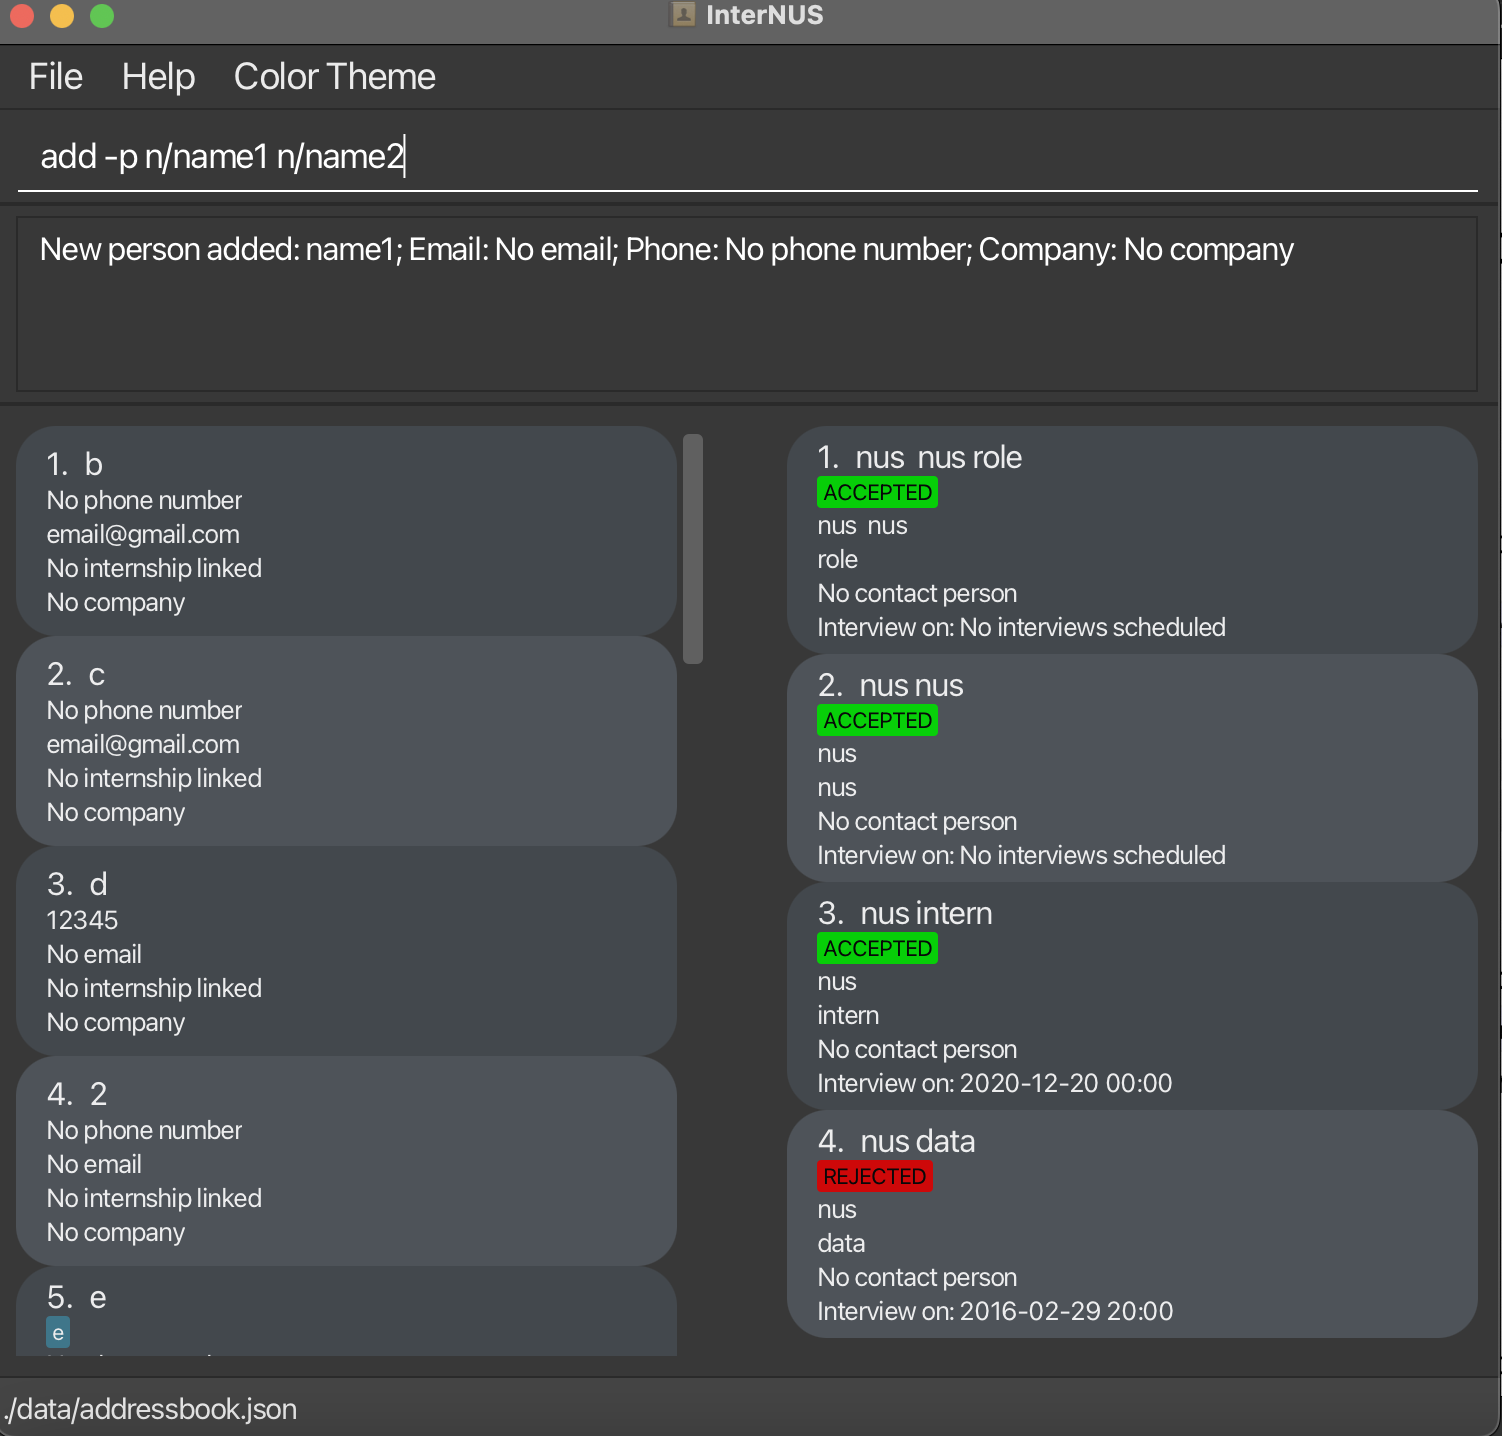 InterNUS
File Help Color Theme
add -p n/name1 n/name2
New person added: name1; Email: No email; Phone: No phone number; Company: No company
1. b
No phone number
email@gmail.com
No internship linked
No company
2. c
No phone number
email@gmail.com
No internship linked
No company
3. d
12345
No email
No internship linked
No company
4. 2
No phone number
No email
No internship linked
No company
5. e
e
1. nus  nus role
ACCEPTED
nus  nus
role
No contact person
Interview on: No interviews scheduled
2. nus nus
ACCEPTED
nus
nus
No contact person
Interview on: No interviews scheduled
3. nus intern
ACCEPTED
nus
intern
No contact person
Interview on: 2020-12-20 00:00
4. nus data
REJECTED
nus
data
No contact person
Interview on: 2016-02-29 20:00
./data/addressbook.json